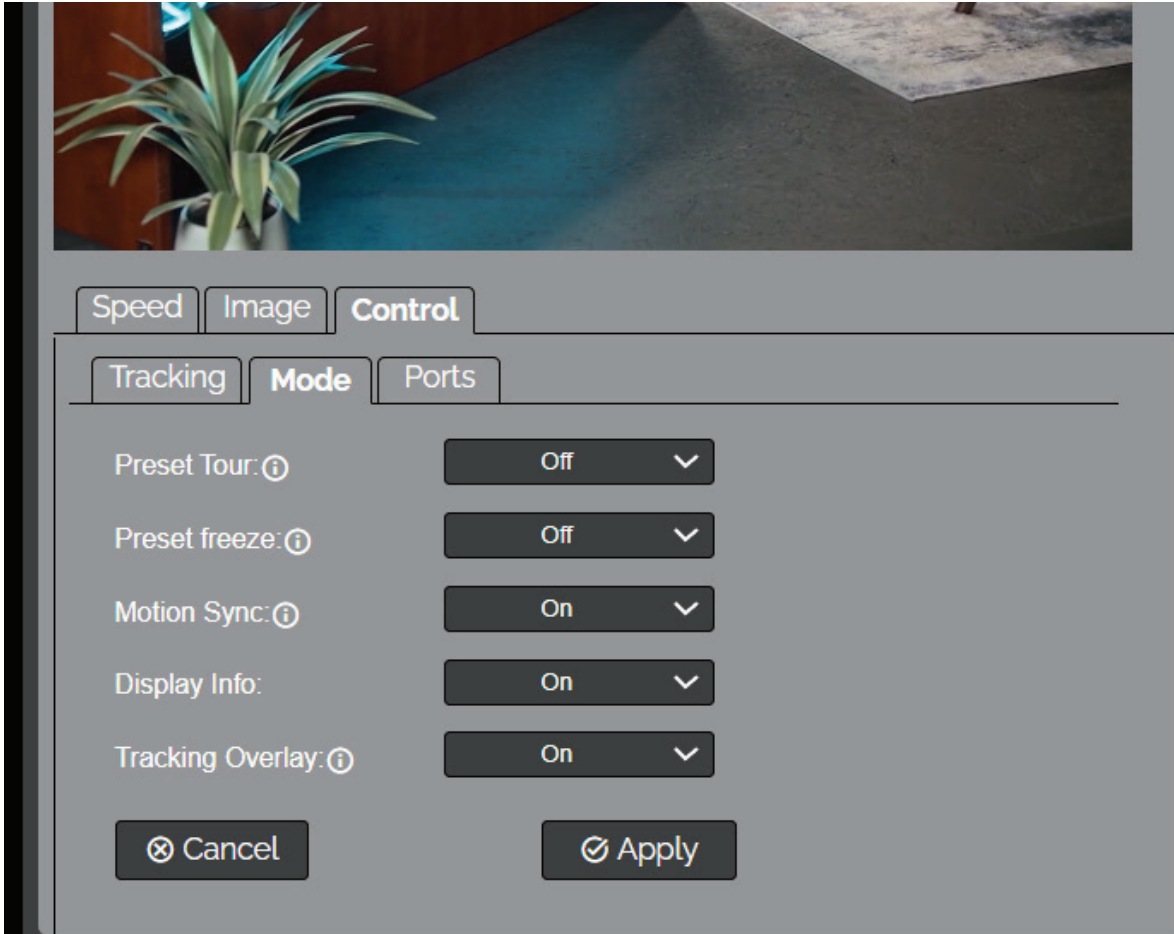 Speed Image Control
Tracking Mode Ports
Preset Tour: Off
Preset freeze: Off
Motion Sync: On
Display Info: On
Tracking Overlay: On
Cancel Apply